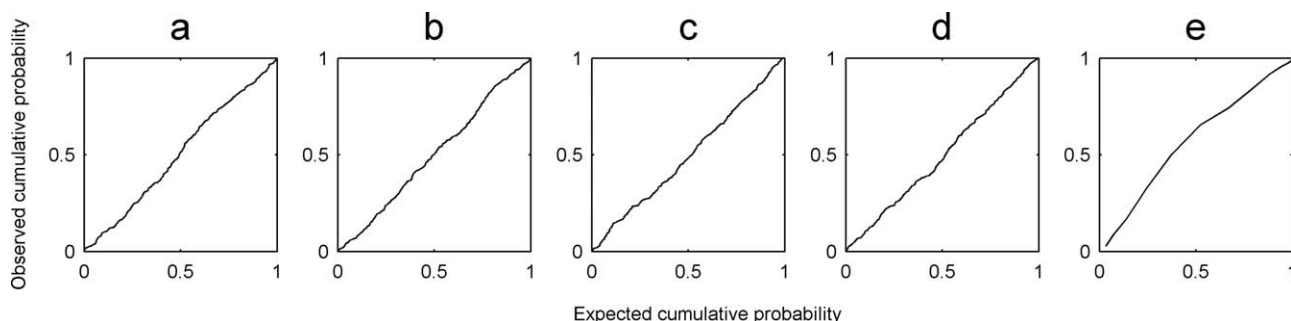 a b c d e
Observed cumulative probability
1 1 1 1 1
0.5 0.5 0.5 0.5 0.5
0 0 0 0 0
0 0.5 1 0 0.5 1 0 0.5 1 0 0.5 1 0 0.5 1
Expected cumulative probability